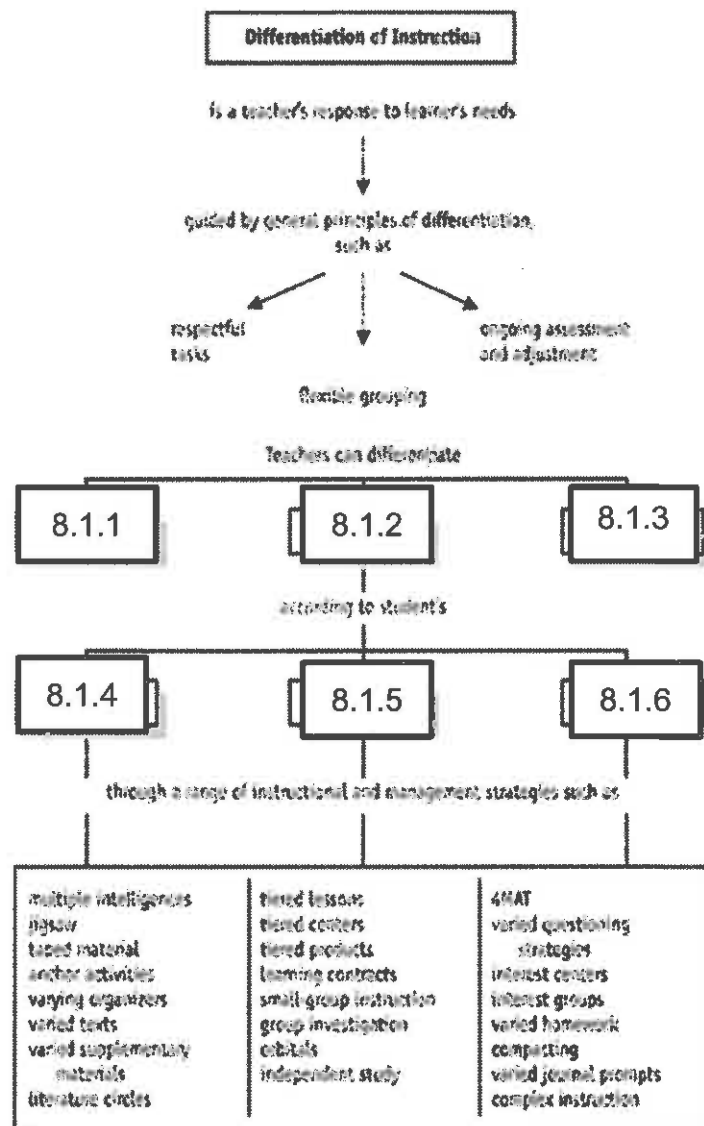 Differentiation of Instruction
is a teacher's response to learner's needs
guided by general principles of differentiation,
such as
respectful
tasks
ongoing assessment
and adjustment
flexible grouping
Teachers can differentiate
8.1.1
8.1.2
8.1.3
according to student's
8.1.4
8.1.5
8.1.6
through a range of instructional and management strategies such as
multiple intelligences
jigsaw
taped material
anchor activities
varying organizers
varied texts
varied supplementary
materials
literature circles
tiered lessons
tiered centers
tiered products
learning contracts
small-group instruction
group investigation
orbitals
independent study
4MAT
varied questioning
strategies
interest centers
interest groups
varied homework
compacting
varied journal prompts
complex instruction